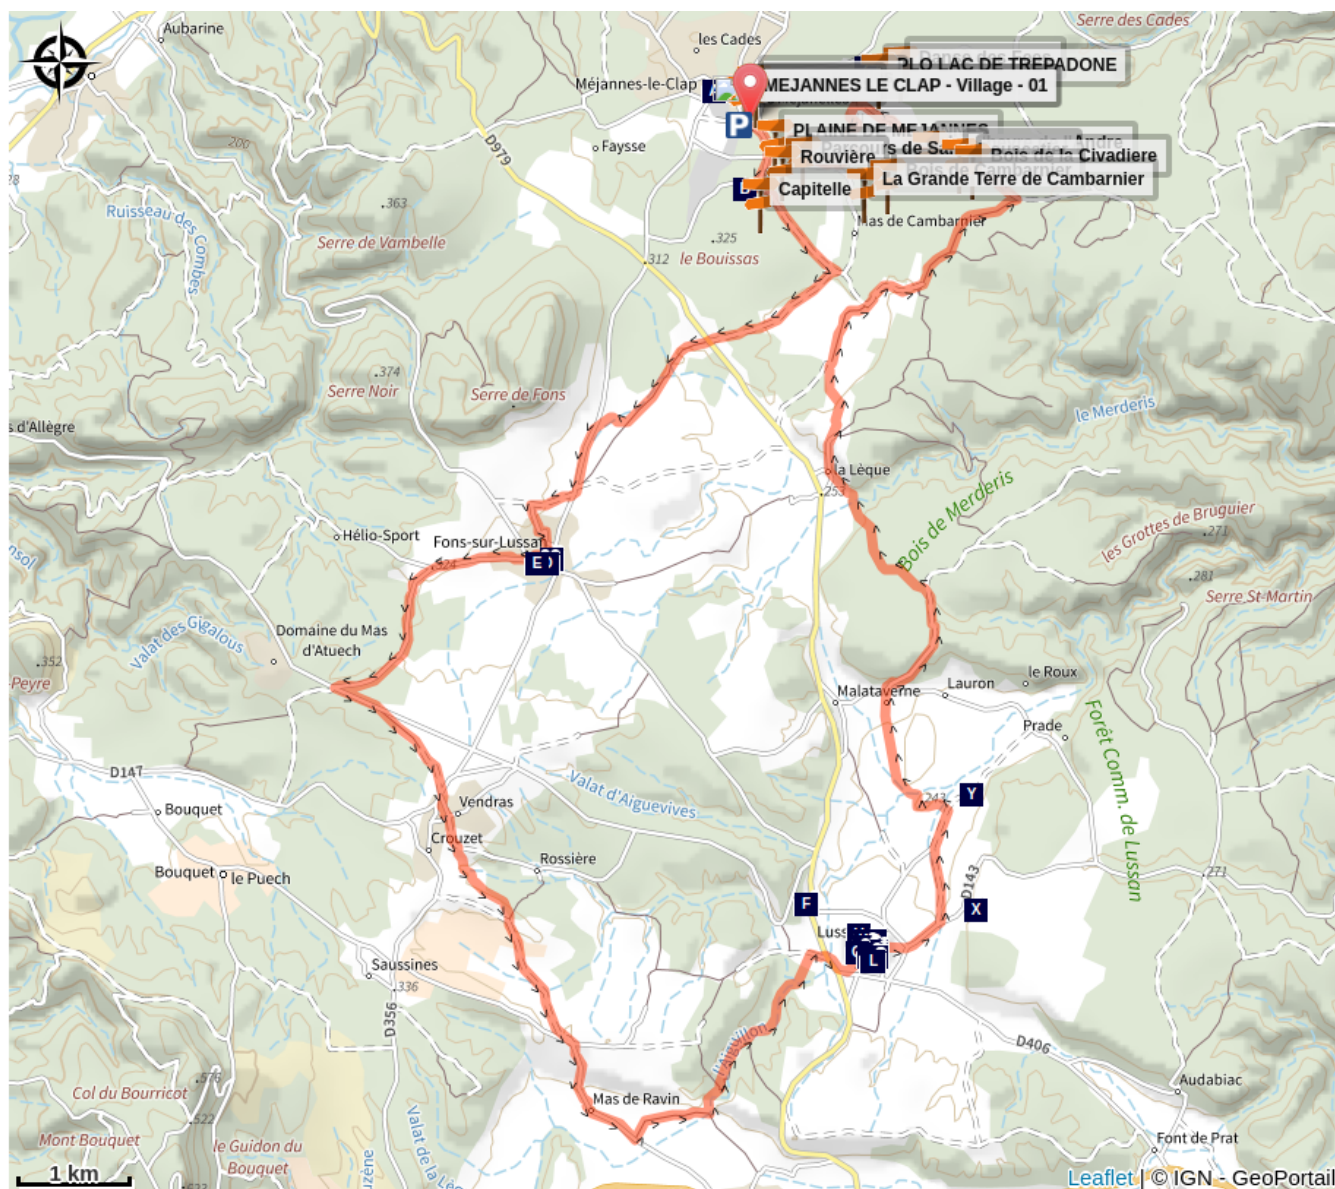 Aubarine
les Cades
Serre des Cades
PLO LAC DE TREPADONE
Méjannes-le-Clap
MEJANNES LE CLAP - Village - 01
P
PLAINE DE MEJANNES
D979
Faysse
200
Rouvière
Bois de la Civadiere
Capitelle
La Grande Terre de Cambarnier
28
.363
Ruisseau des Combes
Serre de Vambelle
Mas de Cambarnier
.325
le Bouissas
.312
.374
Serre Noir
Serre de Fons
le Merderis
s d'Allègre
la Lèque
253
Bois de Merderis
les Grottes de Bruguier
.271
Hélio-Sport
Fons-sur-Lussan
E
.281
Serre St-Martin
Valat des Gigalous
Domaine du Mas
d'Atuech
.352
-Peyre
le Roux
Lauron
Malataverne
Forêt Comm. de Lussan
Prade
D147
Valat d'Aiguevives
Y
243
Bouquet
Vendras
Crouzet
Rossière
Bouquet
le Puech
D143
.271
F
X
L
Saussines
.336
D356
D406
l'Aiguillon
Audabiac
.576
Col du Bourricot
Mas de Ravin
.522
Mont Bouquet
le Guidon du
Bouquet
Font de Prat
1 km
Leaflet | © IGN - GeoPortail